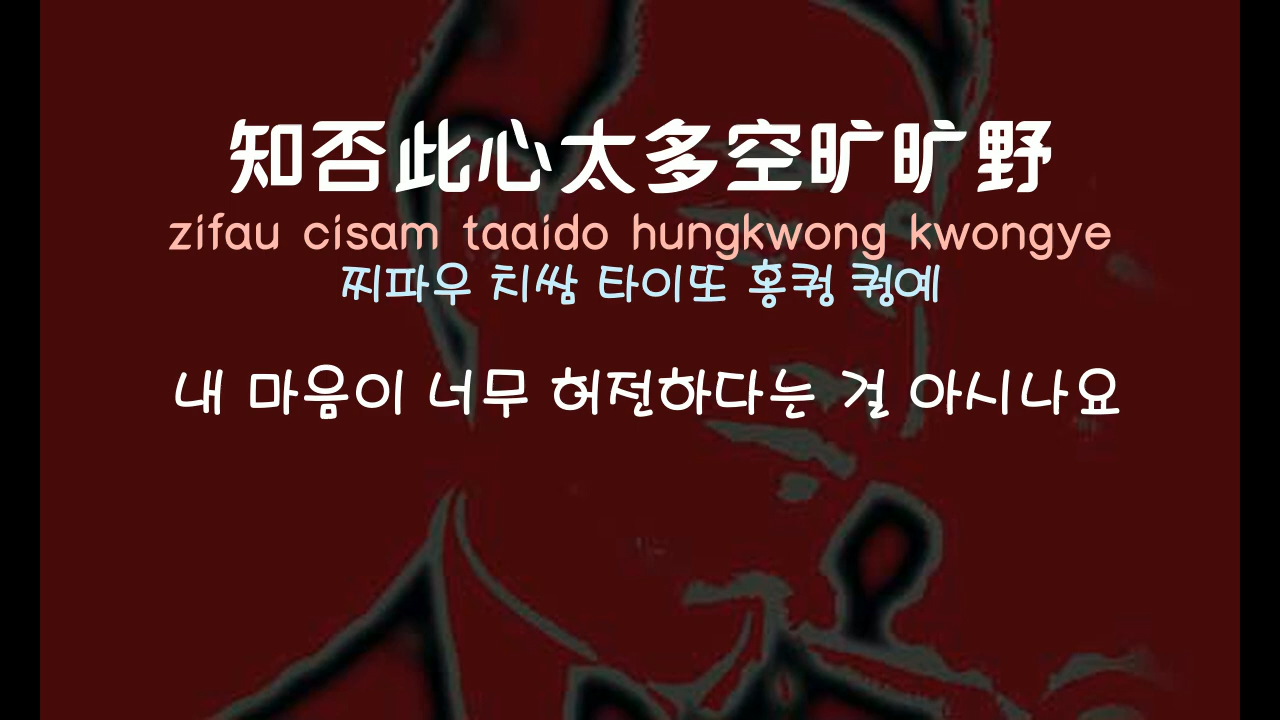 知否此心太多空旷旷野
zifau cisam taaido hungkwong kwongye
찌파우 치쌈 타이또 홍쿵 쿵예
내 마음이 너무 허전하다는 걸 아시나요